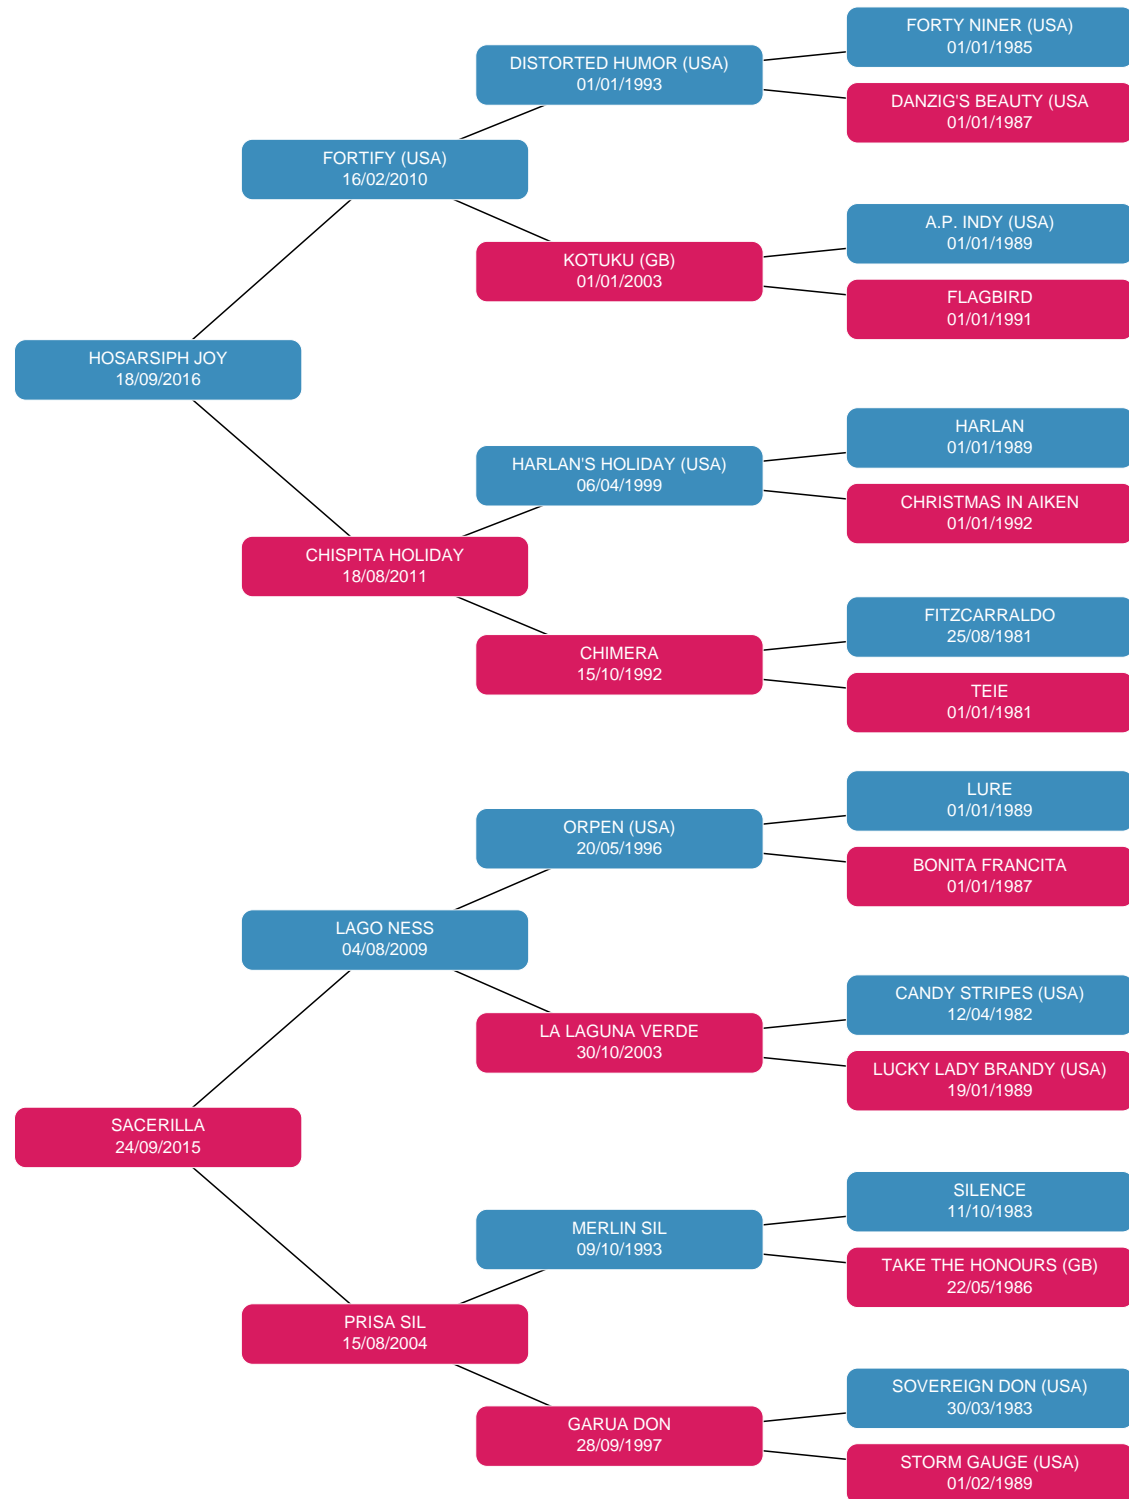 FORTY NINER (USA)
01/01/1985
DISTORTED HUMOR (USA)
01/01/1993
DANZIG'S BEAUTY (USA
01/01/1987
FORTIFY (USA)
16/02/2010
A.P. INDY (USA)
01/01/1989
KOTUKU (GB)
01/01/2003
FLAGBIRD
01/01/1991
HOSARSIPH JOY
18/09/2016
HARLAN
01/01/1989
HARLAN'S HOLIDAY (USA)
06/04/1999
CHRISTMAS IN AIKEN
01/01/1992
CHISPITA HOLIDAY
18/08/2011
FITZCARRALDO
25/08/1981
CHIMERA
15/10/1992
TEIE
01/01/1981
LURE
01/01/1989
ORPEN (USA)
20/05/1996
BONITA FRANCITA
01/01/1987
LAGO NESS
04/08/2009
CANDY STRIPES (USA)
12/04/1982
LA LAGUNA VERDE
30/10/2003
LUCKY LADY BRANDY (USA)
19/01/1989
SACERILLA
24/09/2015
SILENCE
11/10/1983
MERLIN SIL
09/10/1993
TAKE THE HONOURS (GB)
22/05/1986
PRISA SIL
15/08/2004
SOVEREIGN DON (USA)
30/03/1983
GARUA DON
28/09/1997
STORM GAUGE (USA)
01/02/1989